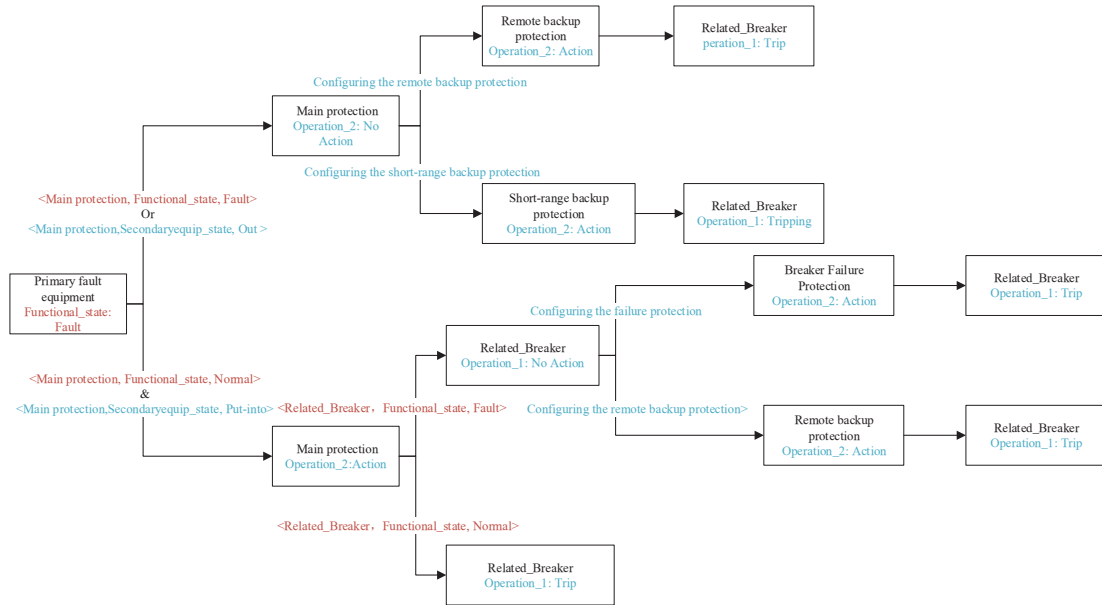 Remote backup
protection
Operation_2: Action
Related_Breaker
peration_1: Trip
Configuring the remote backup protection
Main protection
Operation_2: No
Action
Configuring the short-range backup protection
<Main protection, Functional_state, Fault>
Or
<Main protection,Secondaryequip_state, Out >
Short-range backup
protection
Operation_2: Action
Related_Breaker
Operation_1: Tripping
Primary fault
equipment
Functional_state:
Fault
Breaker Failure
Protection
Operation_2: Action
Related_Breaker
Operation_1: Trip
Configuring the failure protection
Related_Breaker
Operation_1: No Action
<Main protection, Functional_state, Normal>
&
<Main protection,Secondaryequip_state, Put-into>
<Related_Breaker，Functional_state, Fault>
Configuring the remote backup protection>
Main protection
Operation_2:Action
Remote backup
protection
Operation_2: Action
Related_Breaker
Operation_1: Trip
<Related_Breaker，Functional_state, Normal>
Related_Breaker
Operation_1: Trip